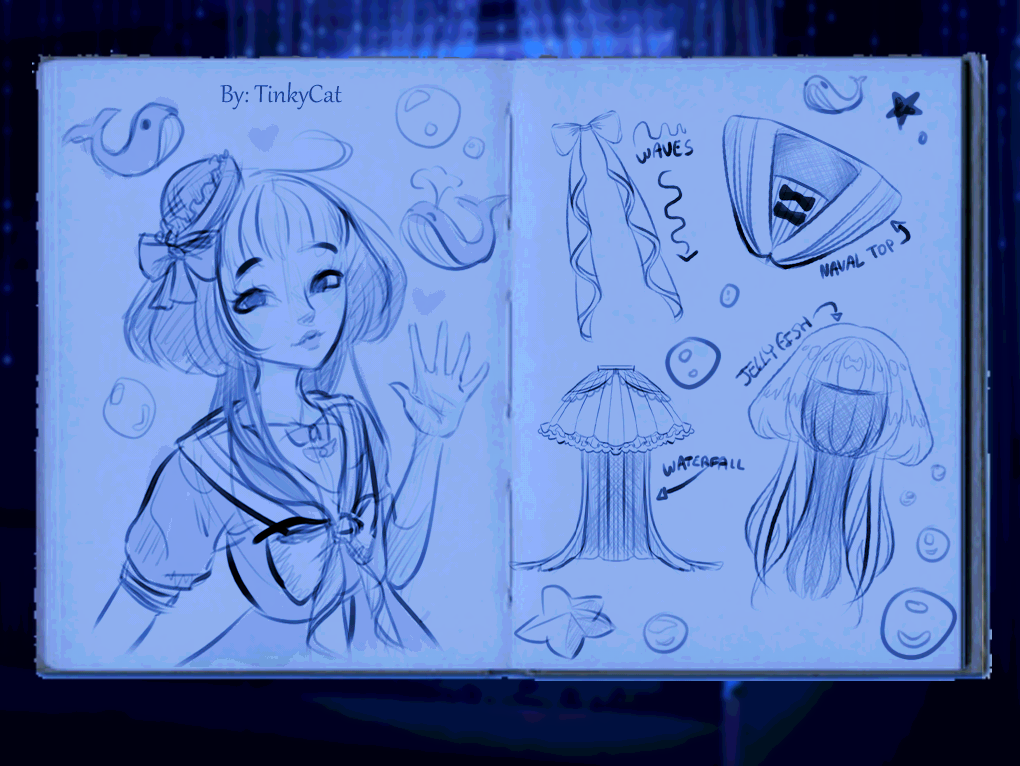 By: TinkyCat
WAVES
NAVAL TOP
JELLY FISH
WATERFALL